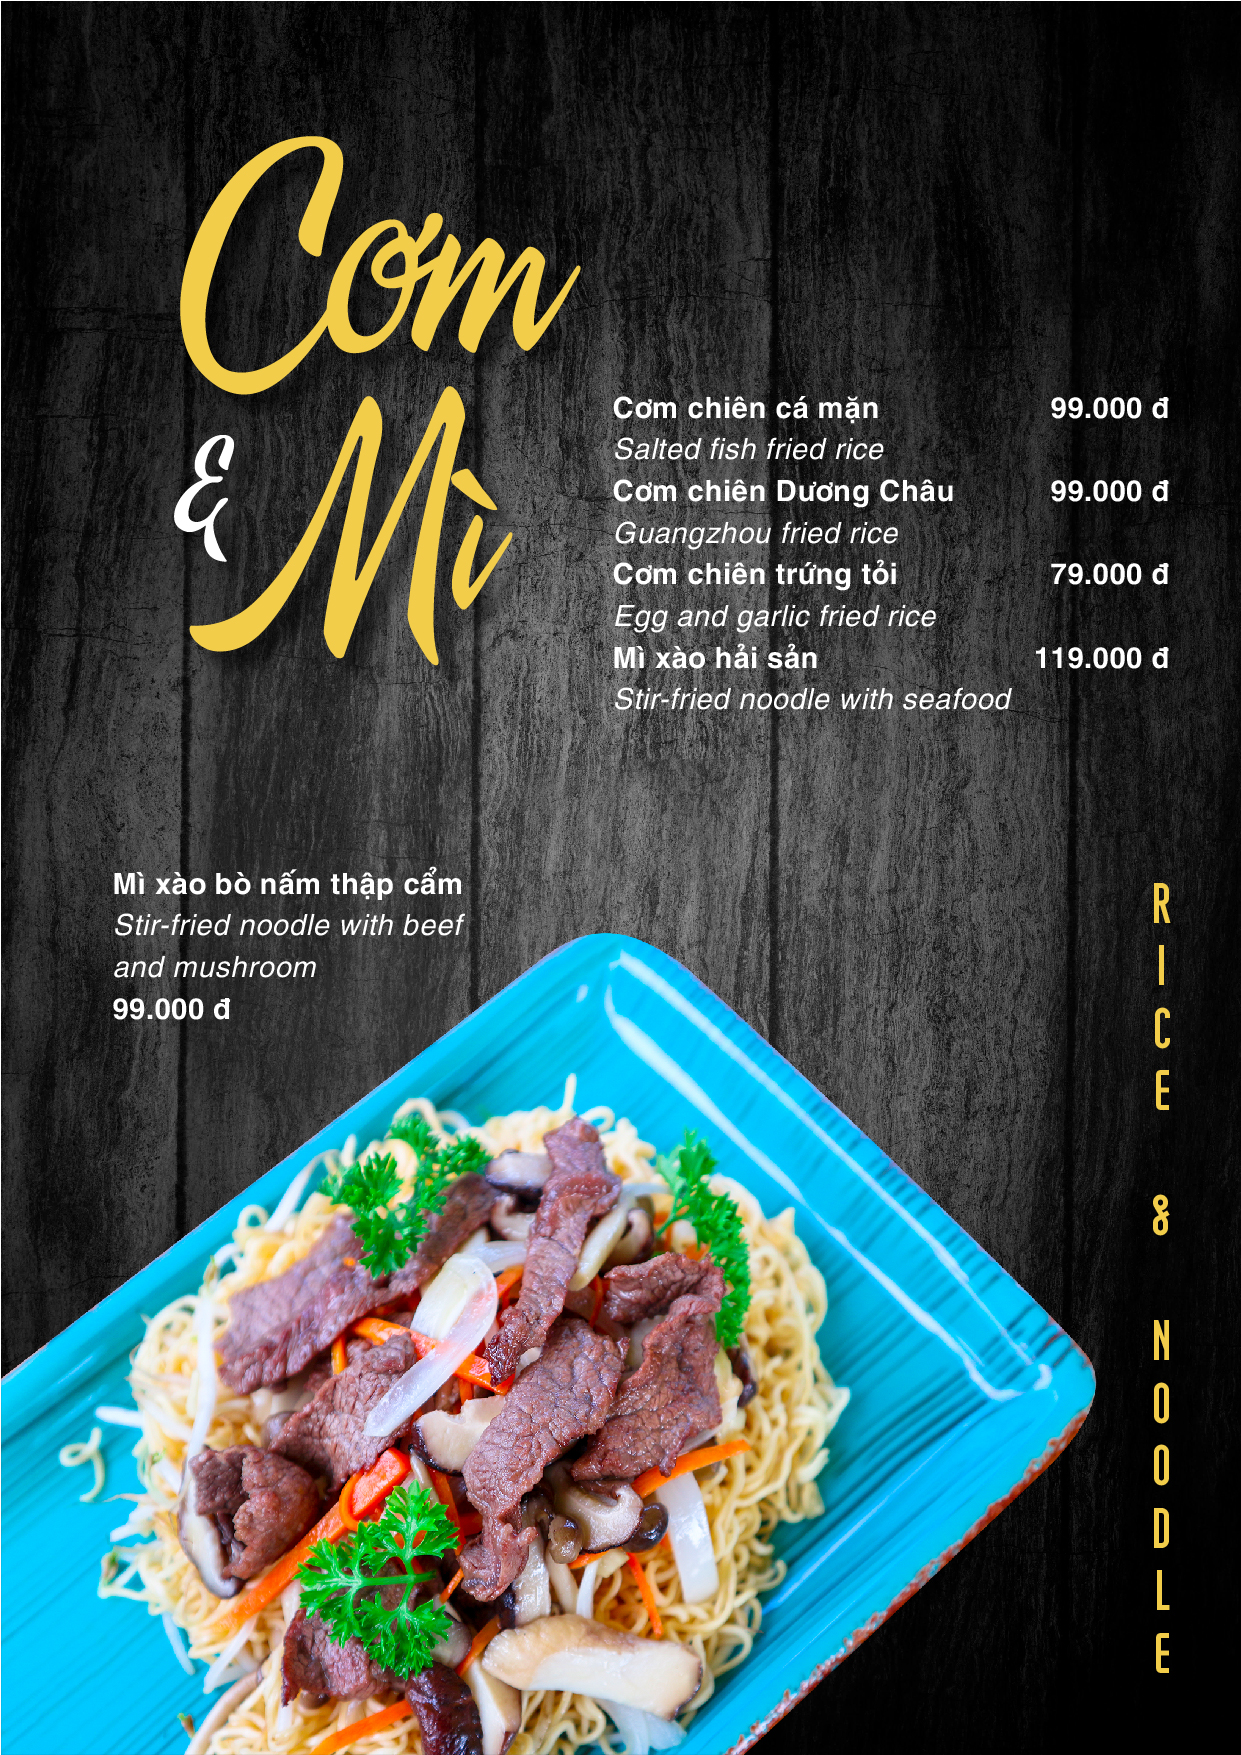 Cơm
& Mì
Cơm chiên cá mặn 99.000 đ
Salted fish fried rice
Cơm chiên Dương Châu 99.000 đ
Guangzhou fried rice
Cơm chiên trứng tỏi 79.000 đ
Egg and garlic fried rice
Mì xào hải sản 119.000 đ
Stir-fried noodle with seafood
Mì xào bò nấm thập cẩm
Stir-fried noodle with beef
and mushroom
99.000 đ
RICE & NOODLE